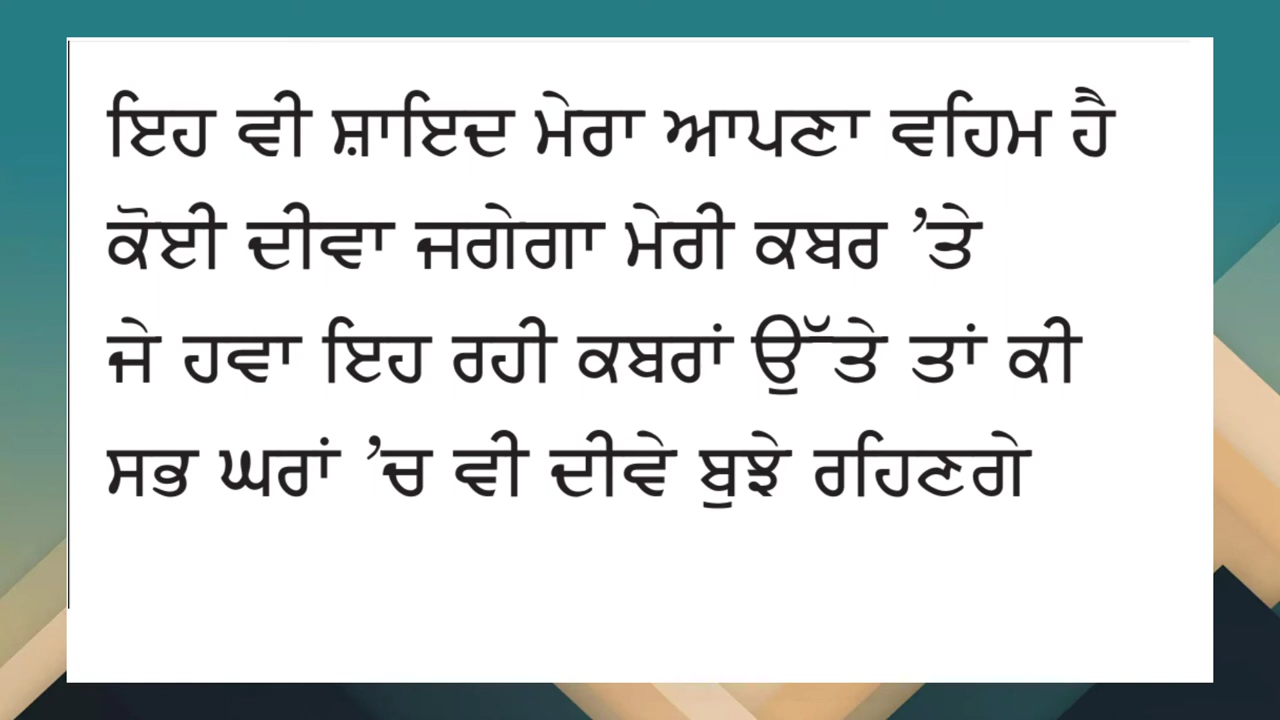 ਇਹ ਵੀ ਸ਼ਾਇਦ ਮੇਰਾ ਆਪਣਾ ਵਹਿਮ ਹੈ
ਕੋਈ ਦੀਵਾ ਜਗੇਗਾ ਮੇਰੀ ਕਬਰ ’ਤੇ
ਜੇ ਹਵਾ ਇਹ ਰਹੀ ਕਬਰਾਂ ਉੱਤੇ ਤਾਂ ਕੀ
ਸਭ ਘਰਾਂ ’ਚ ਵੀ ਦੀਵੇ ਬੁਝੇ ਰਹਿਣਗੇ